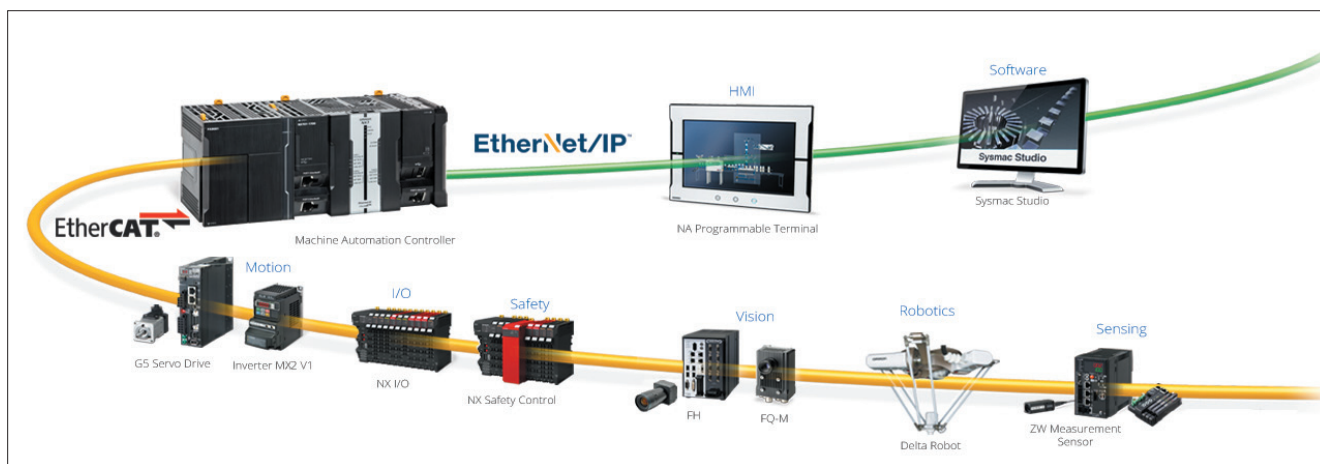 Software
HMI
EtherNet/IP™
Sysmac Studio
Sysmac Studio
EtherCAT®
Machine Automation Controller
NA Programmable Terminal
Motion
I/O
Safety
Vision
Robotics
Sensing
G5 Servo Drive
Inverter MX2 V1
NX I/O
NX Safety Control
FH
FQ-M
Delta Robot
ZW Measurement
Sensor